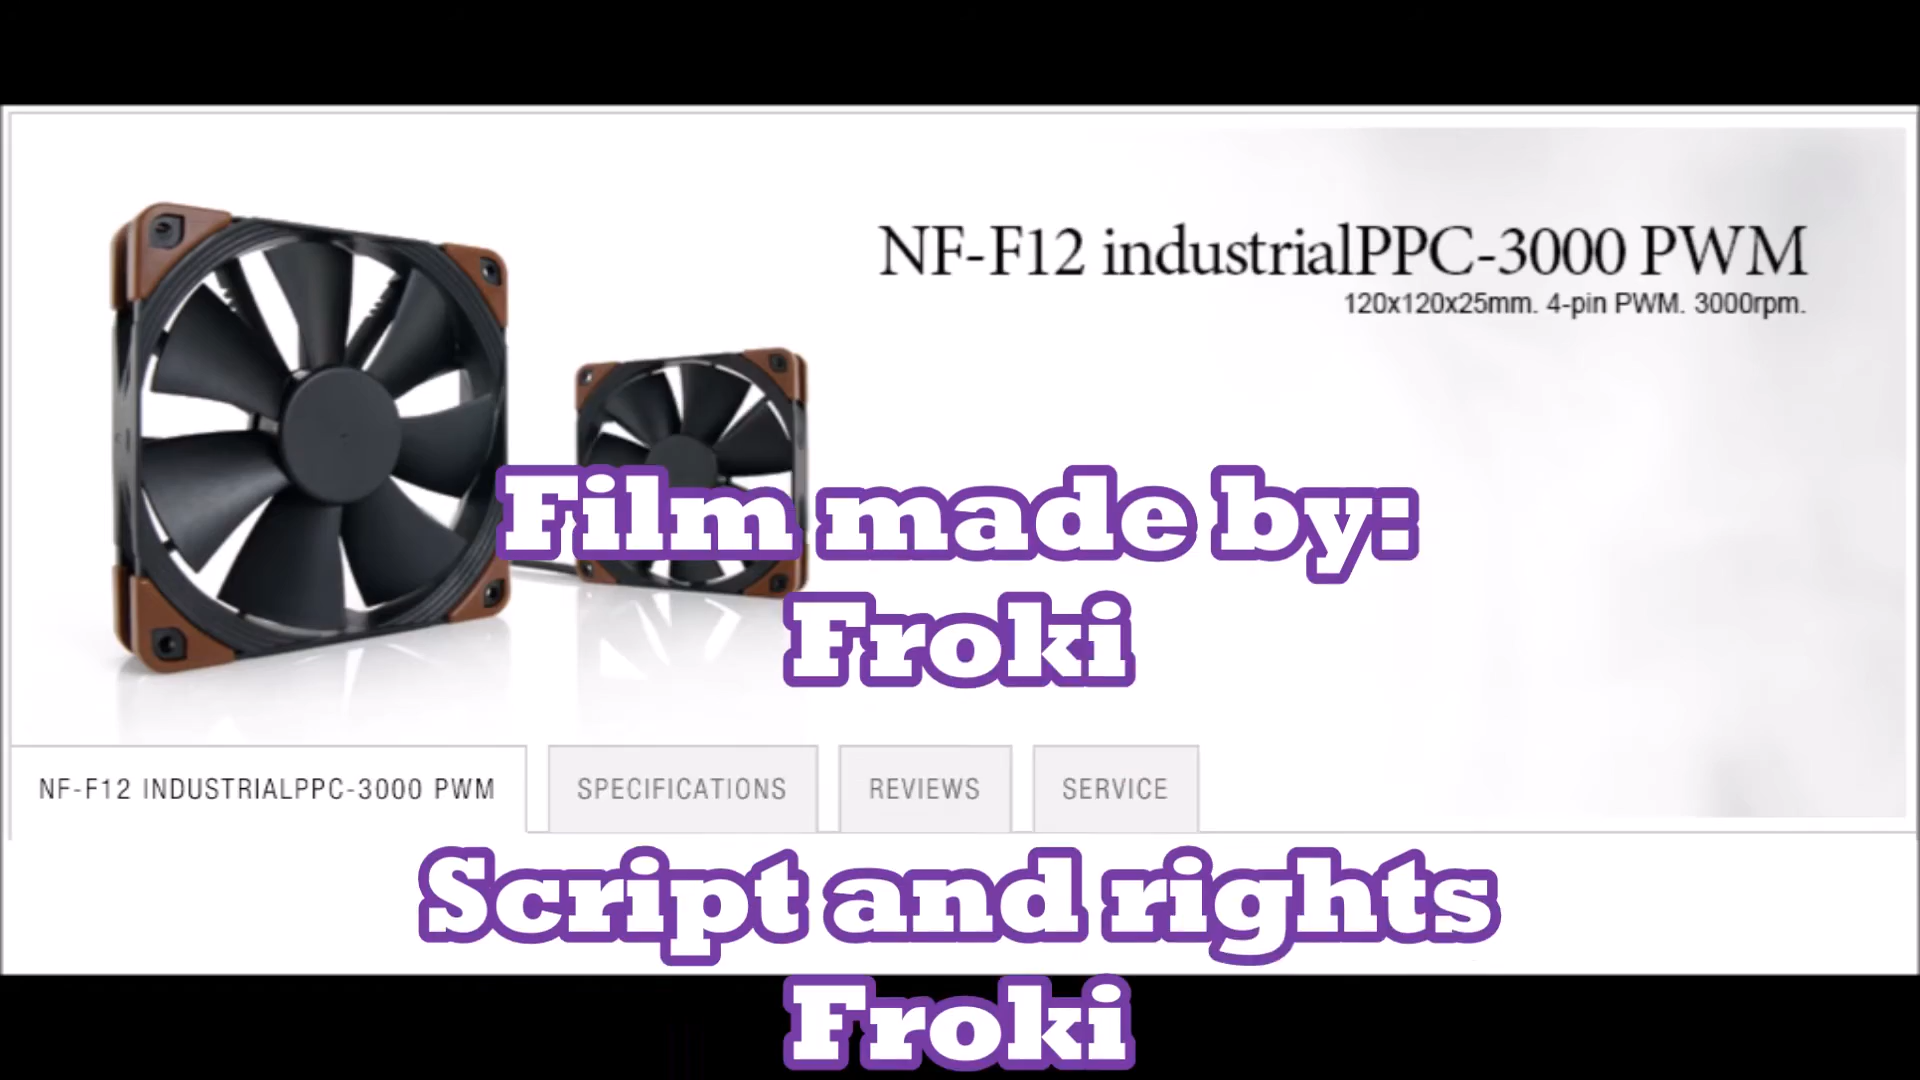 NF-F12 industrialPPC-3000 PWM
120x120x25mm. 4-pin PWM. 3000rpm.
Film made by:
Froki
NF-F12 INDUSTRIALPPC-3000 PWM
SPECIFICATIONS
REVIEWS
SERVICE
Script and rights
Froki